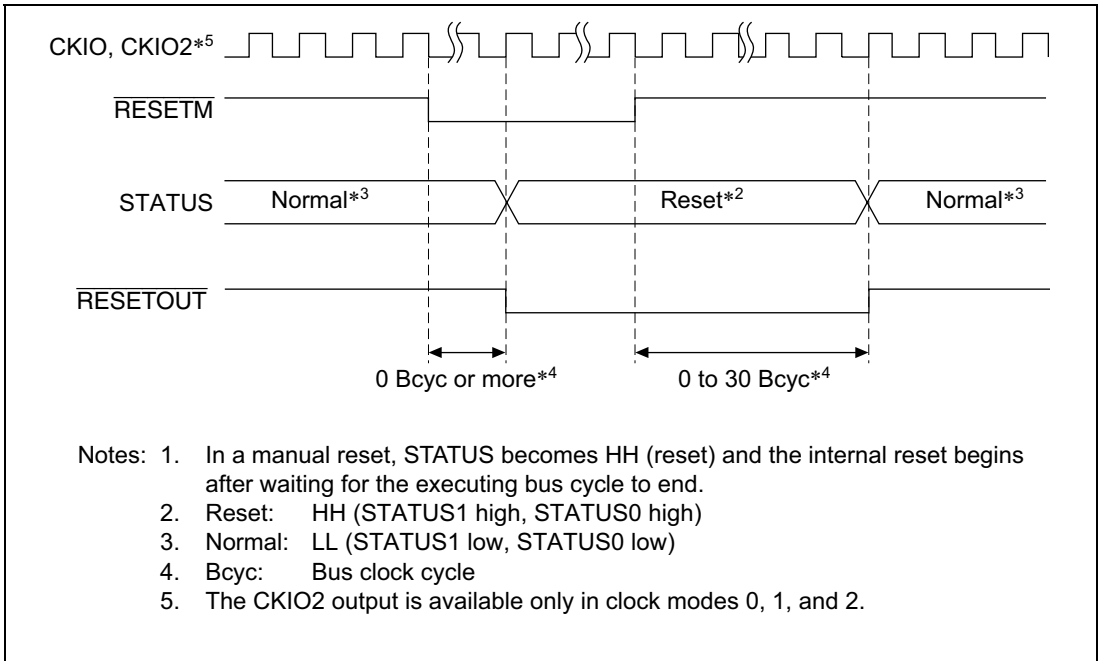 CKIO, CKIO2*5
RESETM
STATUS Normal*3 Reset*2 Normal*3
RESETOUT
0 Bcyc or more*4 0 to 30 Bcyc*4
Notes: 1. In a manual reset, STATUS becomes HH (reset) and the internal reset begins
after waiting for the executing bus cycle to end.
2. Reset: HH (STATUS1 high, STATUS0 high)
3. Normal: LL (STATUS1 low, STATUS0 low)
4. Bcyc: Bus clock cycle
5. The CKIO2 output is available only in clock modes 0, 1, and 2.